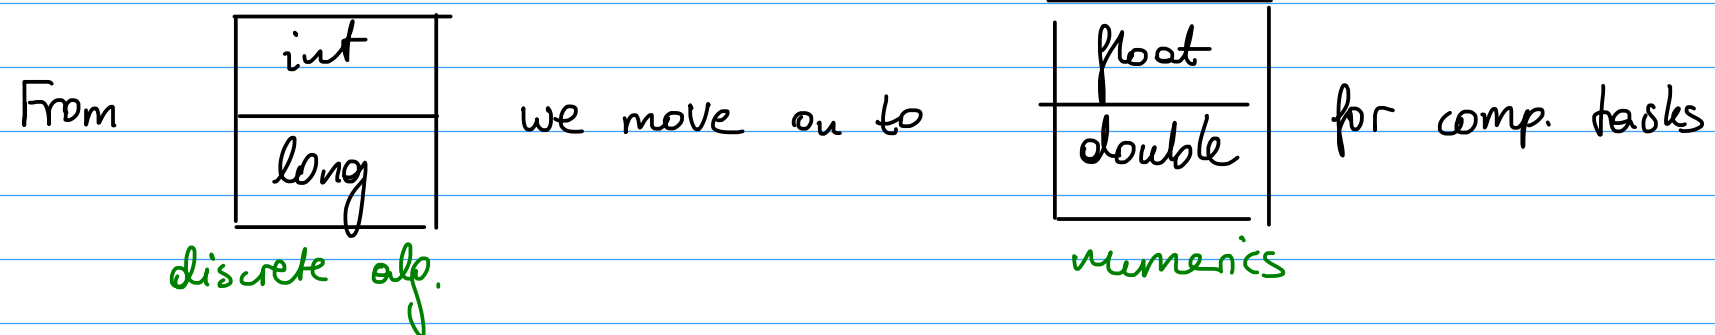 From int long we move on to float double for comp. tasks
discrete alg. numerics